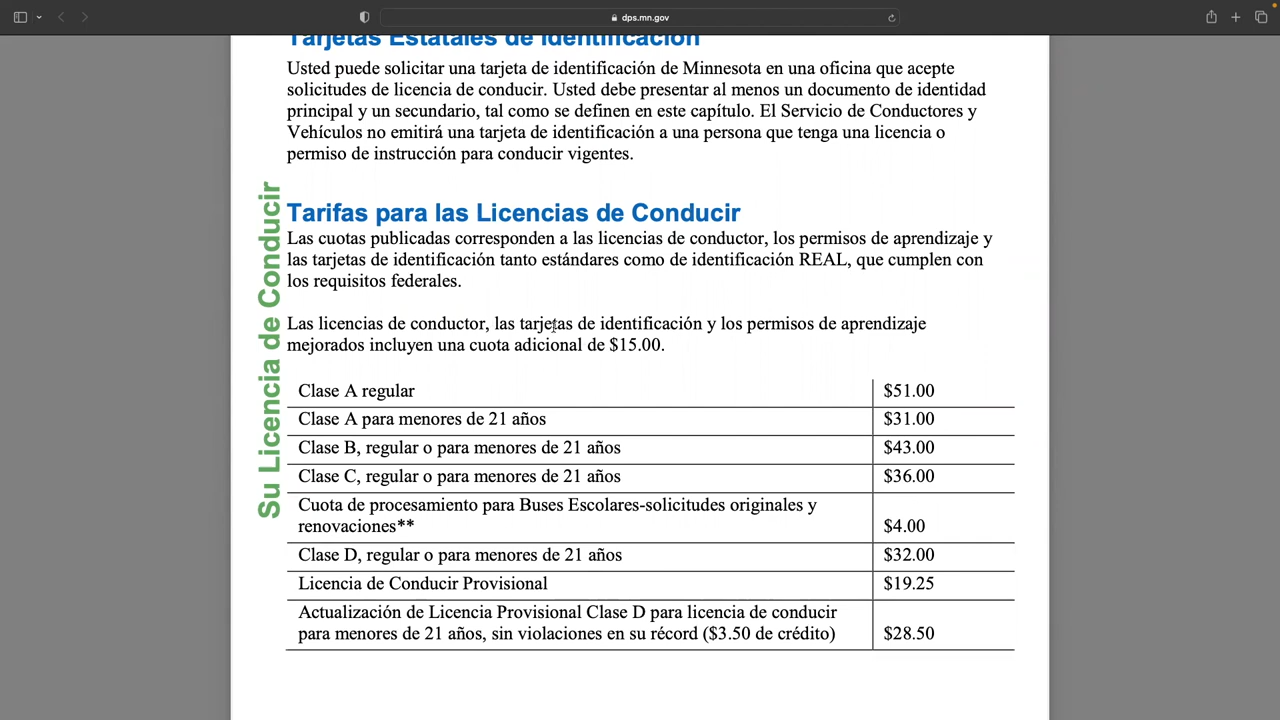 dps.mn.gov
Tarjetas Estatales de Identificación
Usted puede solicitar una tarjeta de identificación de Minnesota en una oficina que acepte
solicitudes de licencia de conducir. Usted debe presentar al menos un documento de identidad
principal y un secundario, tal como se definen en este capítulo. El Servicio de Conductores y
Vehículos no emitirá una tarjeta de identificación a una persona que tenga una licencia o
permiso de instrucción para conducir vigentes.
Su Licencia de Conducir
Tarifas para las Licencias de Conducir
Las cuotas publicadas corresponden a las licencias de conductor, los permisos de aprendizaje y
las tarjetas de identificación tanto estándares como de identificación REAL, que cumplen con
los requisitos federales.
Las licencias de conductor, las tarjetas de identificación y los permisos de aprendizaje
mejorados incluyen una cuota adicional de $15.00.
Clase A regular $51.00
Clase A para menores de 21 años $31.00
Clase B, regular o para menores de 21 años $43.00
Clase C, regular o para menores de 21 años $36.00
Cuota de procesamiento para Buses Escolares-solicitudes originales y
renovaciones** $4.00
Clase D, regular o para menores de 21 años $32.00
Licencia de Conducir Provisional $19.25
Actualización de Licencia Provisional Clase D para licencia de conducir
para menores de 21 años, sin violaciones en su récord ($3.50 de crédito) $28.50